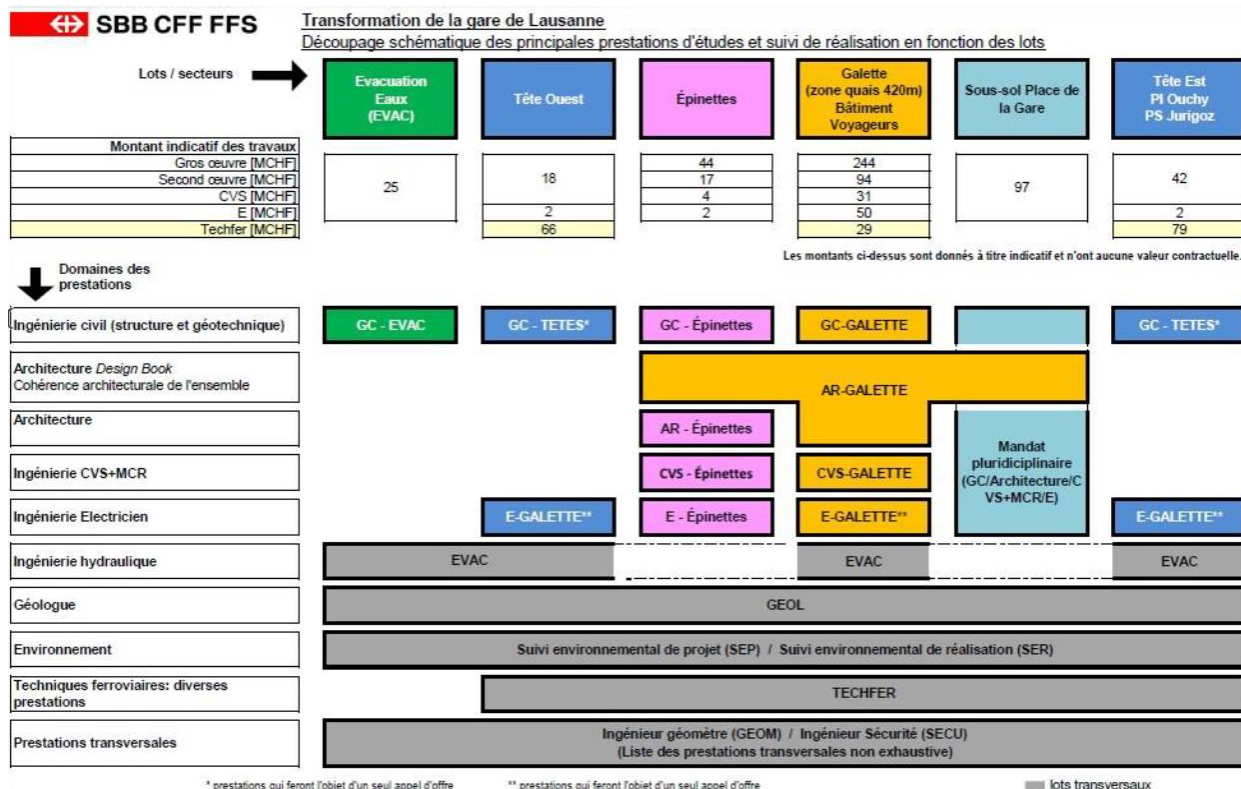 SBB CFF FFS
Transformation de la gare de Lausanne
Découpage schématique des principales prestations d'études et suivi de réalisation en fonction des lots
Lots / secteurs
Evacuation
Eaux
(EVAC)
Tête Ouest
Épinettes
Galette
(zone quais 420m)
Bâtiment
Voyageurs
Sous-sol Place de
la Gare
Tête Est
PI Ouchy
PS Jurigoz
Montant indicatif des travaux
Gros œuvre [MCHF]
Second œuvre [MCHF]
CVS [MCHF]
E [MCHF]
Techfer [MCHF]
25
18
2
66
44
17
4
2
244
94
31
50
29
97
42
2
79
Les montants ci-dessus sont donnés à titre indicatif et n'ont aucune valeur contractuelle.
Domaines des
prestations
Ingénierie civil (structure et géotechnique)
GC - EVAC
GC - TETES*
GC - Épinettes
GC-GALETTE
GC - TETES*
Architecture Design Book
Cohérence architecturale de l'ensemble
AR-GALETTE
Architecture
AR - Épinettes
Mandat
pluridiciplinaire
(GC/Architecture/C
VS+MCR/E)
Ingénierie CVS+MCR
CVS - Épinettes
CVS-GALETTE
Ingénierie Electricien
E-GALETTE**
E - Épinettes
E-GALETTE**
E-GALETTE**
Ingénierie hydraulique
EVAC
EVAC
EVAC
Géologue
GEOL
Environnement
Suivi environnemental de projet (SEP) / Suivi environnemental de réalisation (SER)
Techniques ferroviaires: diverses
prestations
TECHFER
Prestations transversales
Ingénieur géomètre (GEOM) / Ingénieur Sécurité (SECU)
(Liste des prestations transversales non exhaustive)
* prestations qui feront l'objet d'un seul appel d'offre
** prestations qui feront l'objet d'un seul appel d'offre
lots transversaux